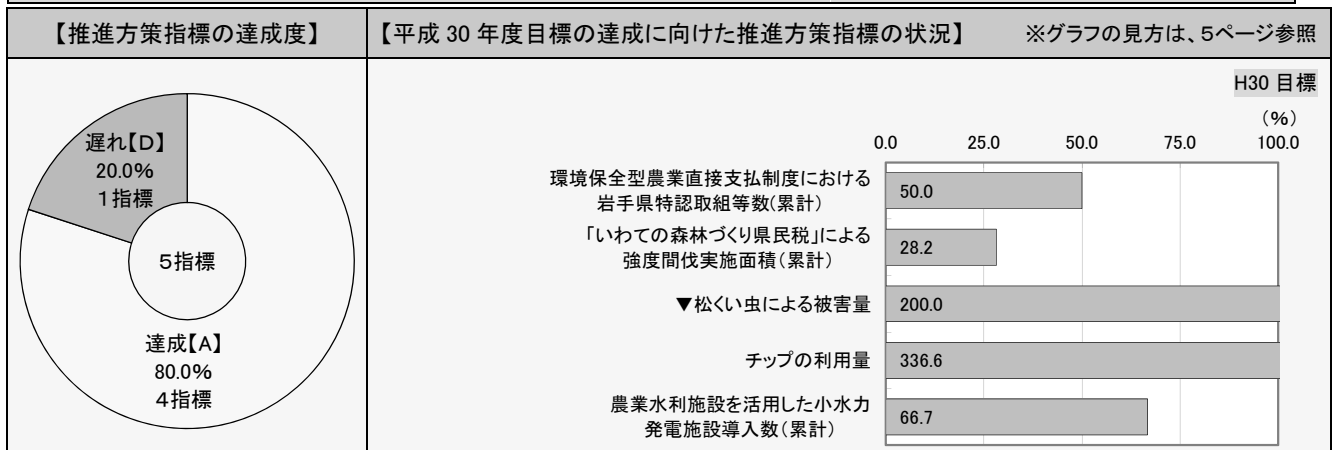 【推進方策指標の達成度】
【平成 30 年度目標の達成に向けた推進方策指標の状況】 ※グラフの見方は、5ページ参照
遅れ【D】
20.0%
1指標
5指標
達成【A】
80.0%
4指標
H30 目標
(%)
0.0 25.0 50.0 75.0 100.0
環境保全型農業直接支払制度における
岩手県特認取組等数(累計)
50.0
「いわての森林づくり県民税」による
強度間伐実施面積(累計)
28.2
▼松くい虫による被害量
200.0
チップの利用量
336.6
農業水利施設を活用した小水力
発電施設導入数(累計)
66.7